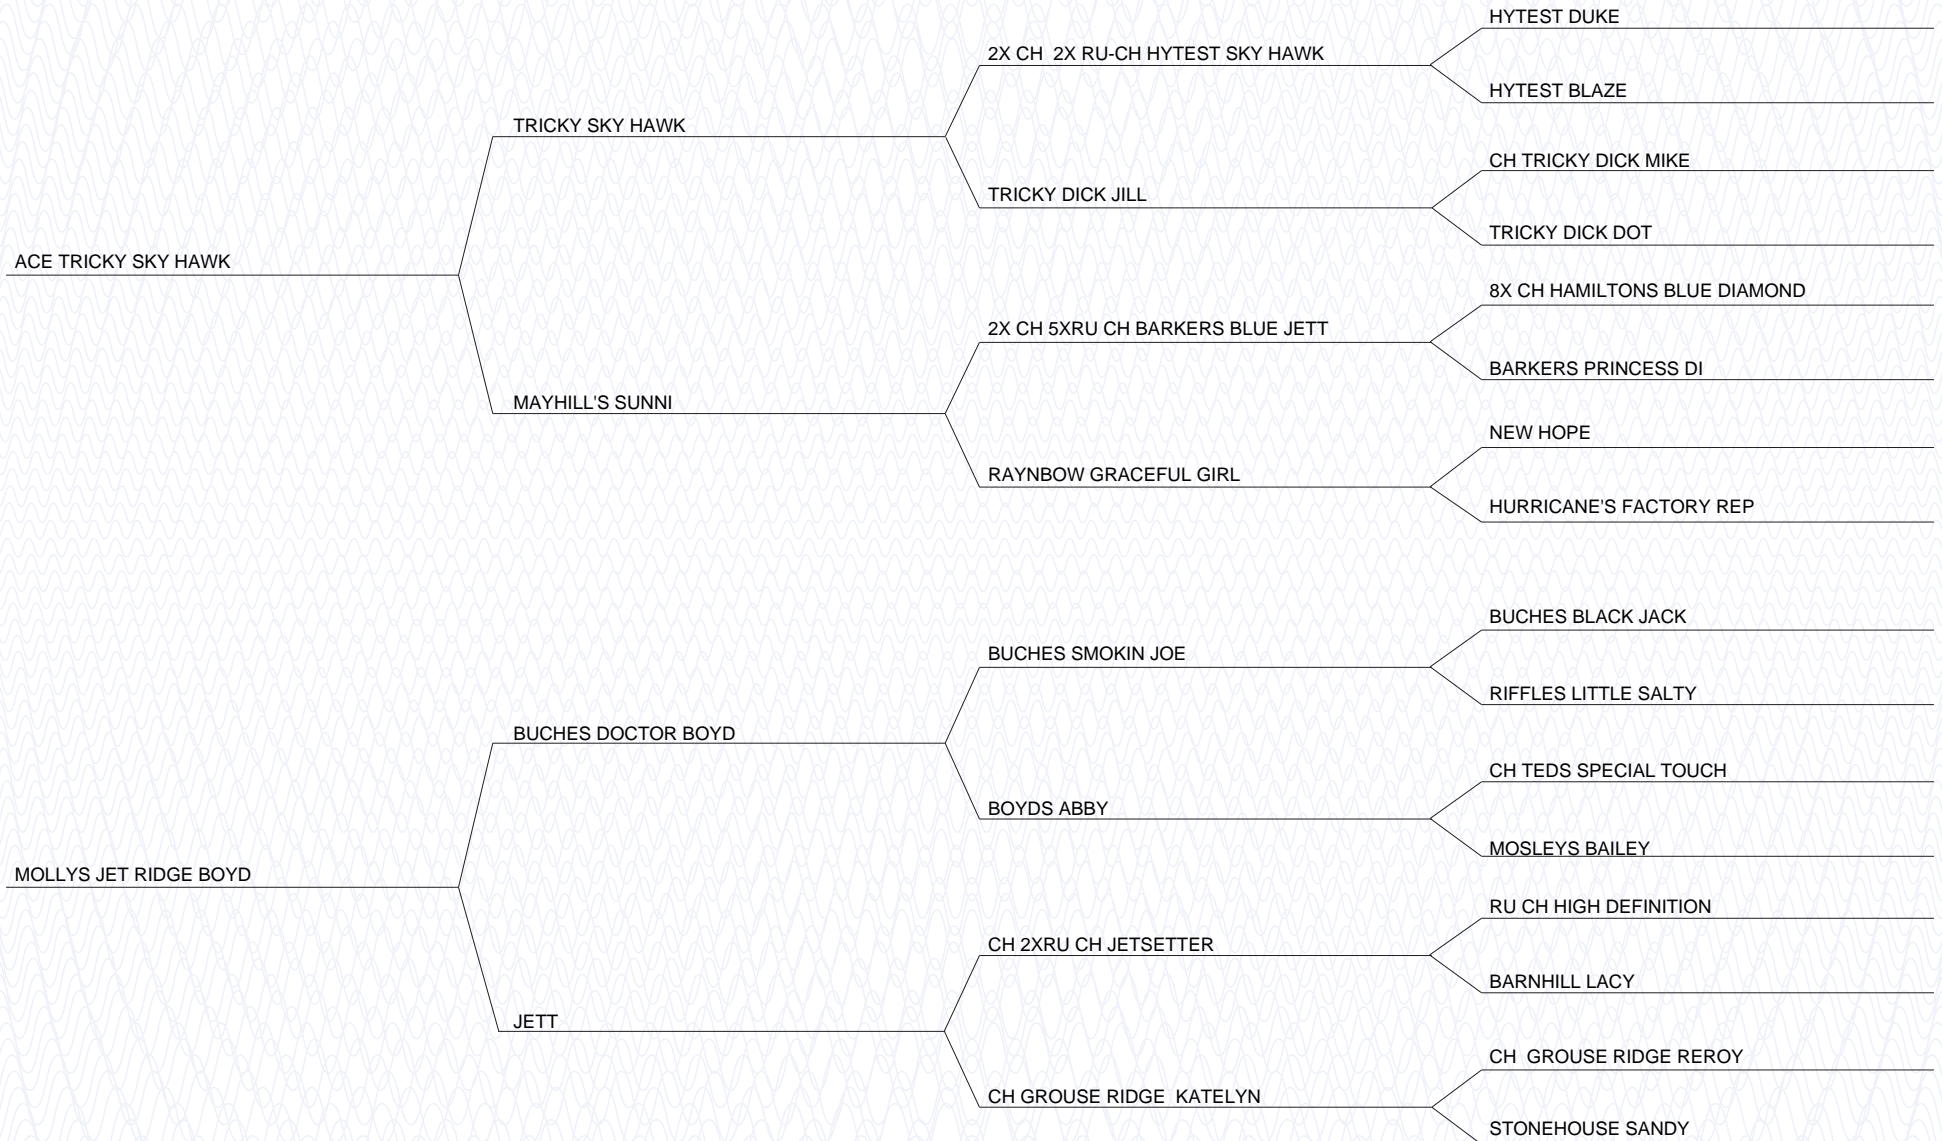 HYTEST DUKE
2X CH  2X RU-CH HYTEST SKY HAWK
HYTEST BLAZE
TRICKY SKY HAWK
CH TRICKY DICK MIKE
TRICKY DICK JILL
TRICKY DICK DOT
ACE TRICKY SKY HAWK
8X CH HAMILTONS BLUE DIAMOND
2X CH 5XRU CH BARKERS BLUE JETT
BARKERS PRINCESS DI
MAYHILL'S SUNNI
NEW HOPE
RAYNBOW GRACEFUL GIRL
HURRICANE'S FACTORY REP
BUCHES BLACK JACK
BUCHES SMOKIN JOE
RIFFLES LITTLE SALTY
BUCHES DOCTOR BOYD
CH TEDS SPECIAL TOUCH
BOYDS ABBY
MOSLEYS BAILEY
MOLLYS JET RIDGE BOYD
RU CH HIGH DEFINITION
CH 2XRU CH JETSETTER
BARNHILL LACY
JETT
CH  GROUSE RIDGE REROY
CH GROUSE RIDGE  KATELYN
STONEHOUSE SANDY